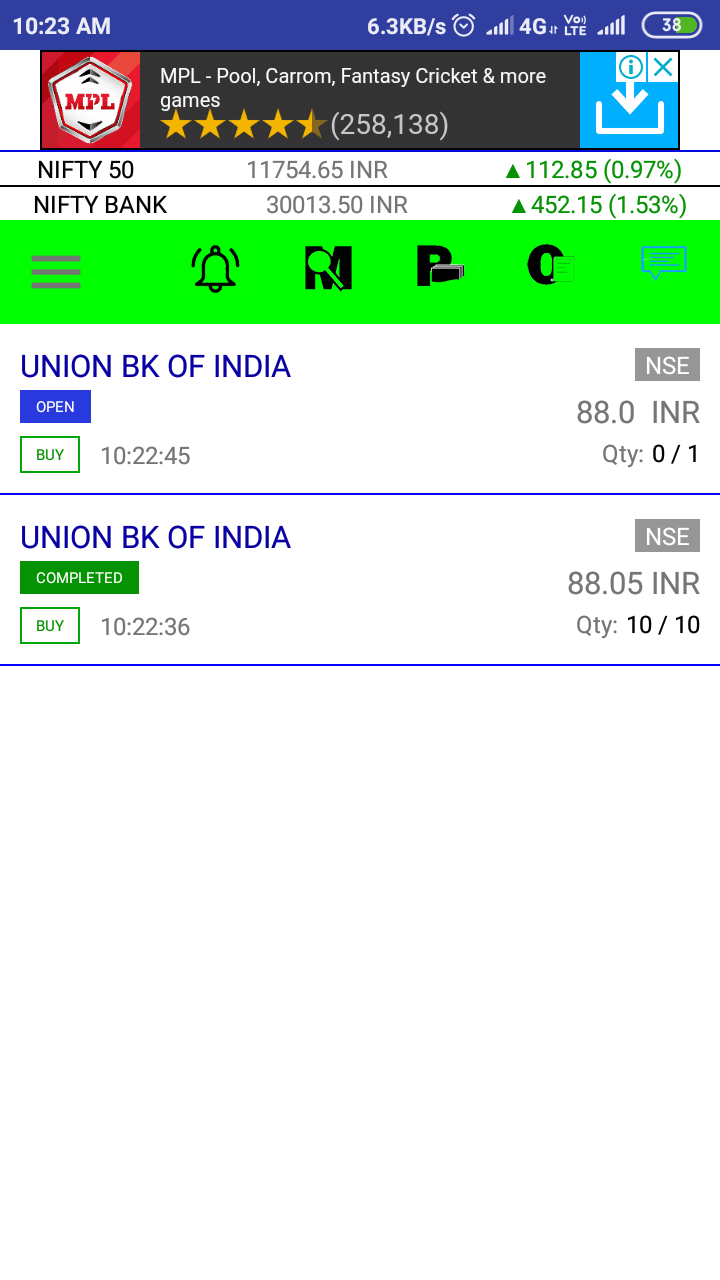 10:23 AM 6.3KB/s 4G Vo) LTE 38
MPL
MPL - Pool, Carrom, Fantasy Cricket & more
games
(258,138)
NIFTY 50 11754.65 INR ▲112.85 (0.97%)
NIFTY BANK 30013.50 INR ▲452.15 (1.53%)
M P O
UNION BK OF INDIA NSE
OPEN 88.0 INR
BUY 10:22:45 Qty: 0 / 1
UNION BK OF INDIA NSE
COMPLETED 88.05 INR
BUY 10:22:36 Qty: 10 / 10